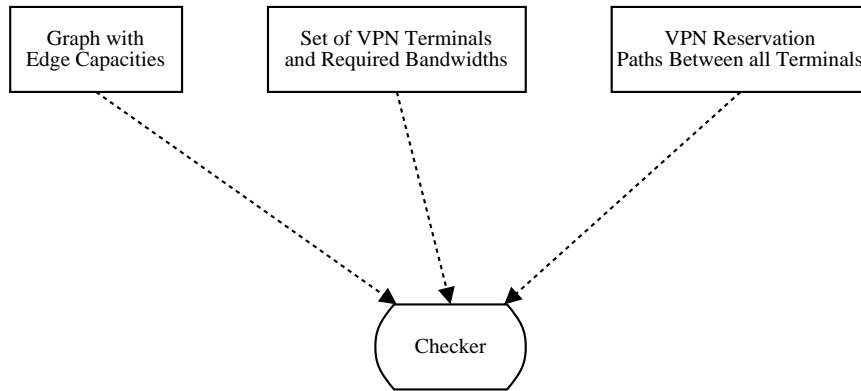 Graph with
Edge Capacities
Set of VPN Terminals
and Required Bandwidths
VPN Reservation
Paths Between all Terminals
Checker